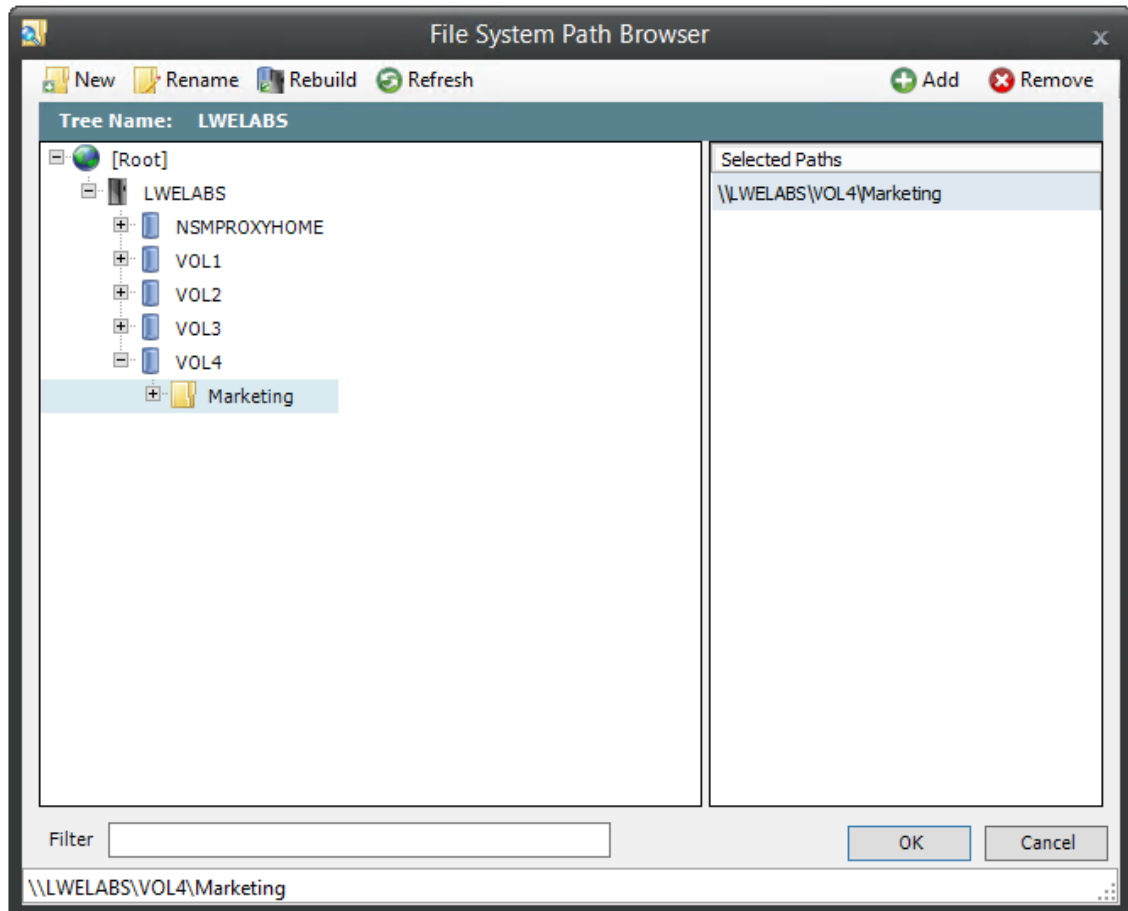 File System Path Browser
New Rename Rebuild Refresh Add Remove
Tree Name: LWELABS
[Root]
LWELABS
NSMPROXYHOME
VOL1
VOL2
VOL3
VOL4
Marketing
Selected Paths
\\LWELABS\VOL4\Marketing
Filter
OK Cancel
\\LWELABS\VOL4\Marketing